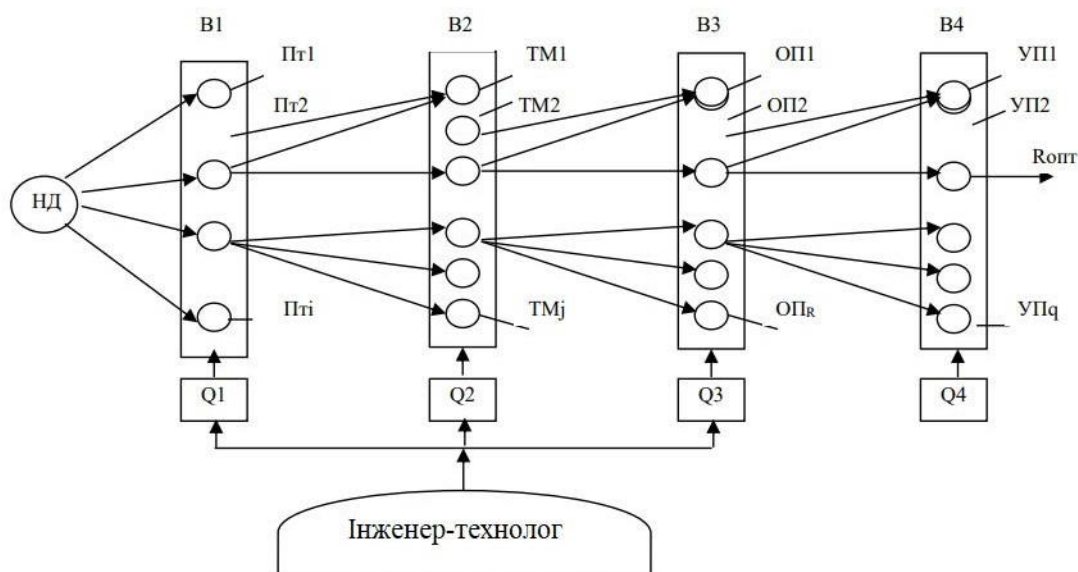 В1 В2 В3 В4
Пт1 ТМ1 ОП1 УП1
Пт2 ТМ2 ОП2 УП2
Rопт
НД
Птi ТМj ОПR УПq
Q1 Q2 Q3 Q4
Інженер-технолог